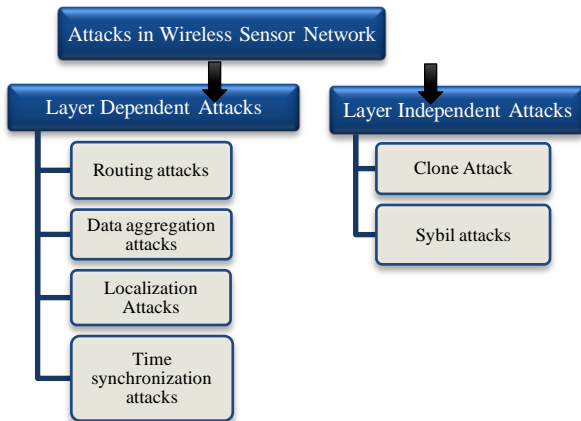 Attacks in Wireless Sensor Network
Layer Dependent Attacks
Routing attacks
Data aggregation
attacks
Localization
Attacks
Time
synchronization
attacks
Layer Independent Attacks
Clone Attack
Sybil attacks